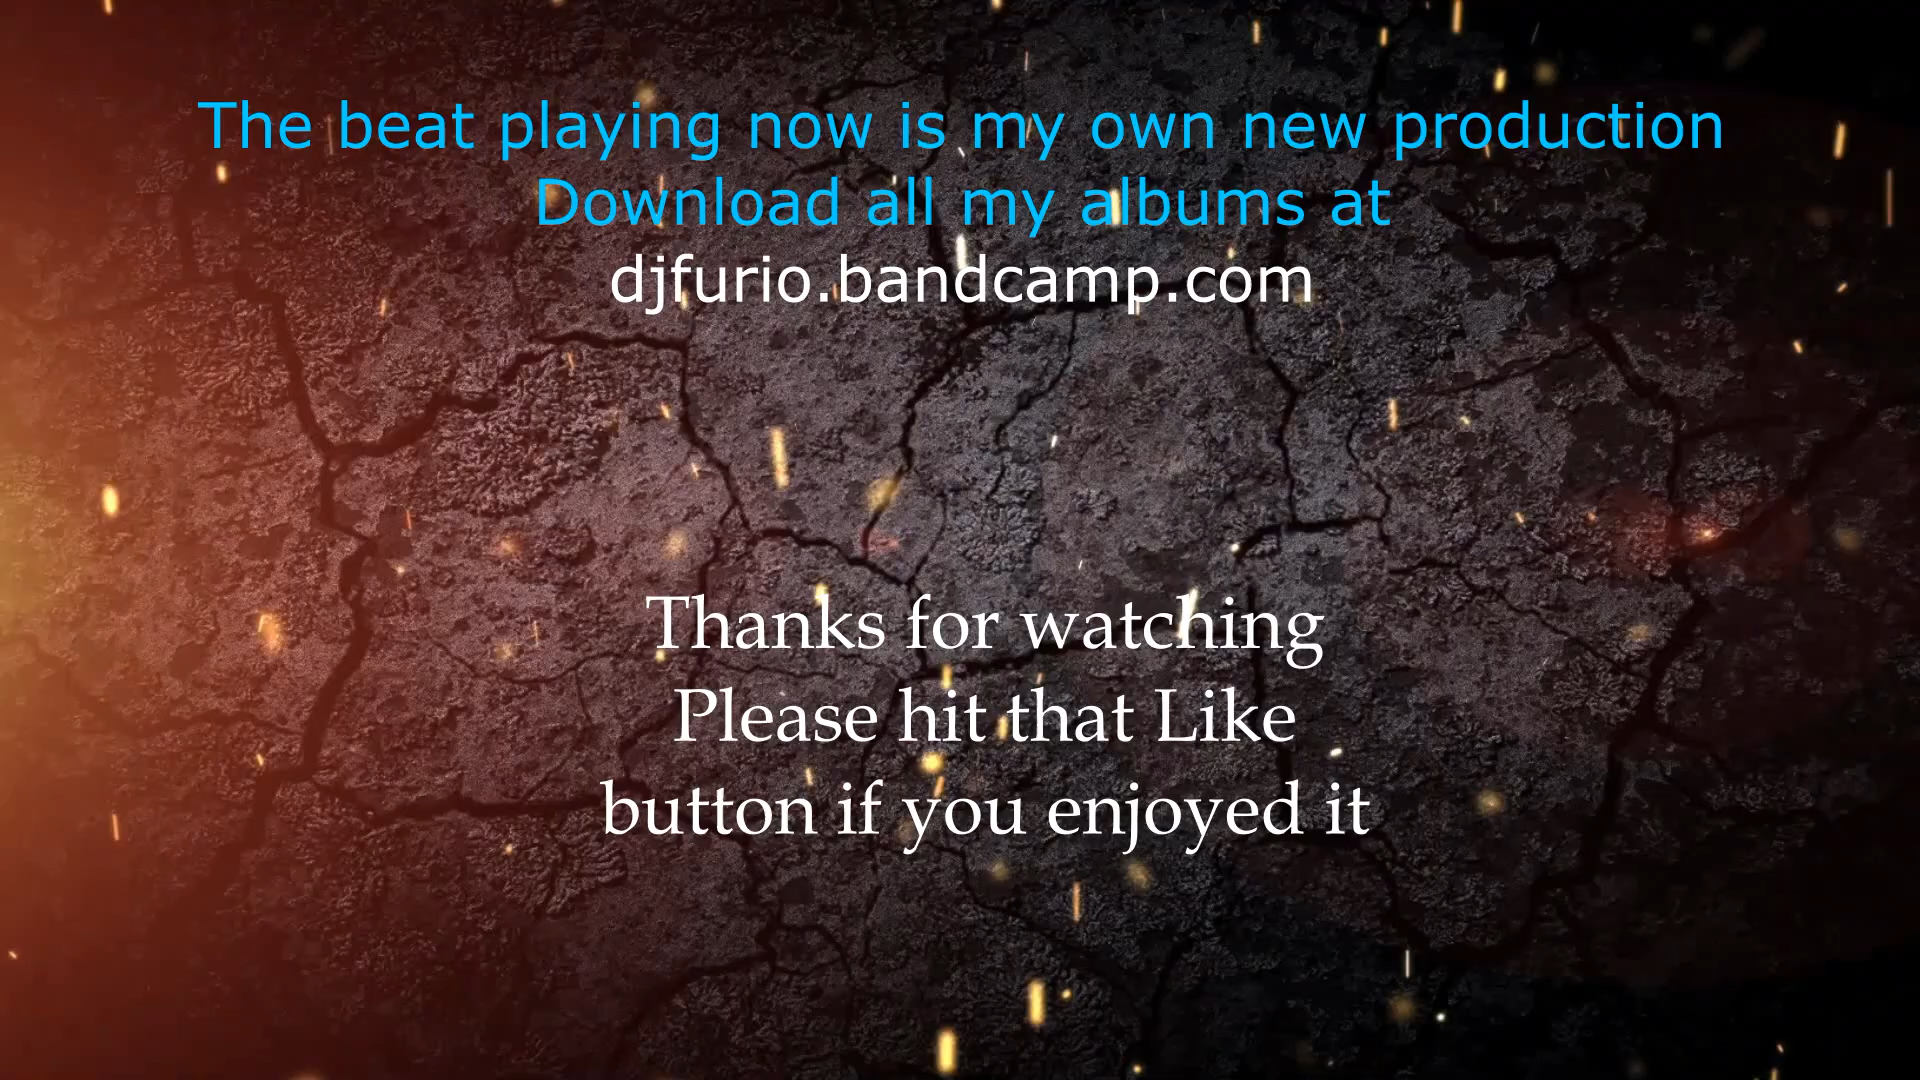 The beat playing now is my own new production
Download all my albums at
djfurio.bandcamp.com
Thanks for watching
Please hit that Like
button if you enjoyed it